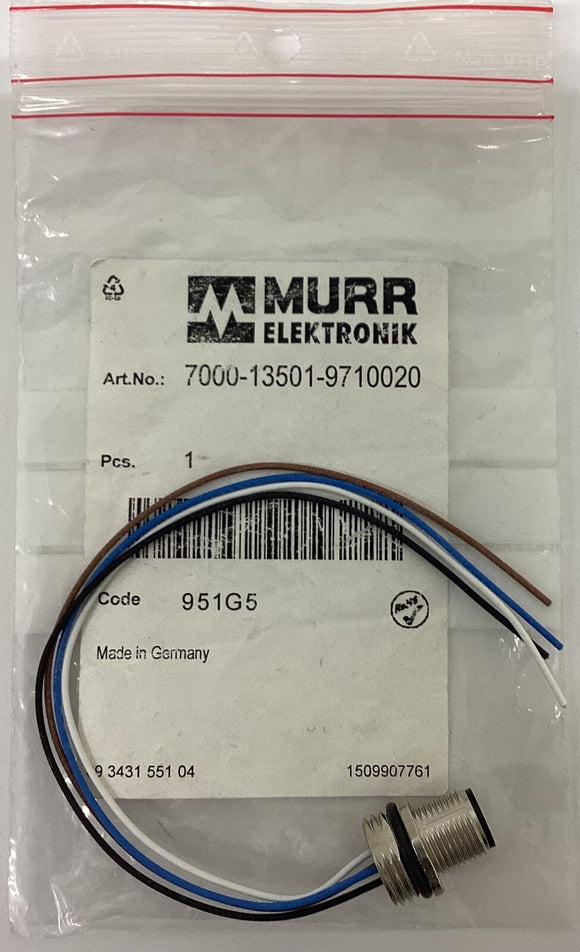 MURR
ELEKTRONIK
Art.No.: 7000-13501-9710020
Pcs. 1
Code 951G5
Made in Germany
9 3431 551 04 1509907761